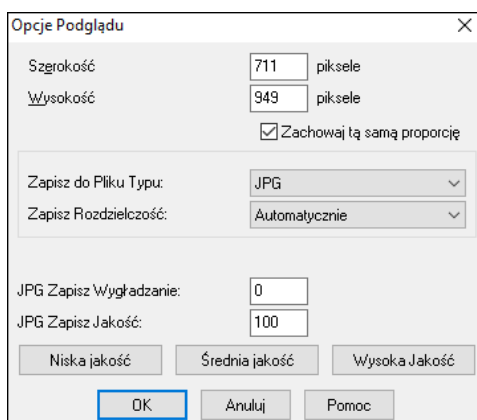 Opcje Podglądu
Szerokość 711 piksele
Wysokość 949 piksele
Zachowaj tą samą proporcję
Zapisz do Pliku Typu: JPG
Zapisz Rozdzielczość: Automatycznie
JPG Zapisz Wygładzanie: 0
JPG Zapisz Jakość: 100
Niska jakość Średnia jakość Wysoka Jakość
OK Anuluj Pomoc